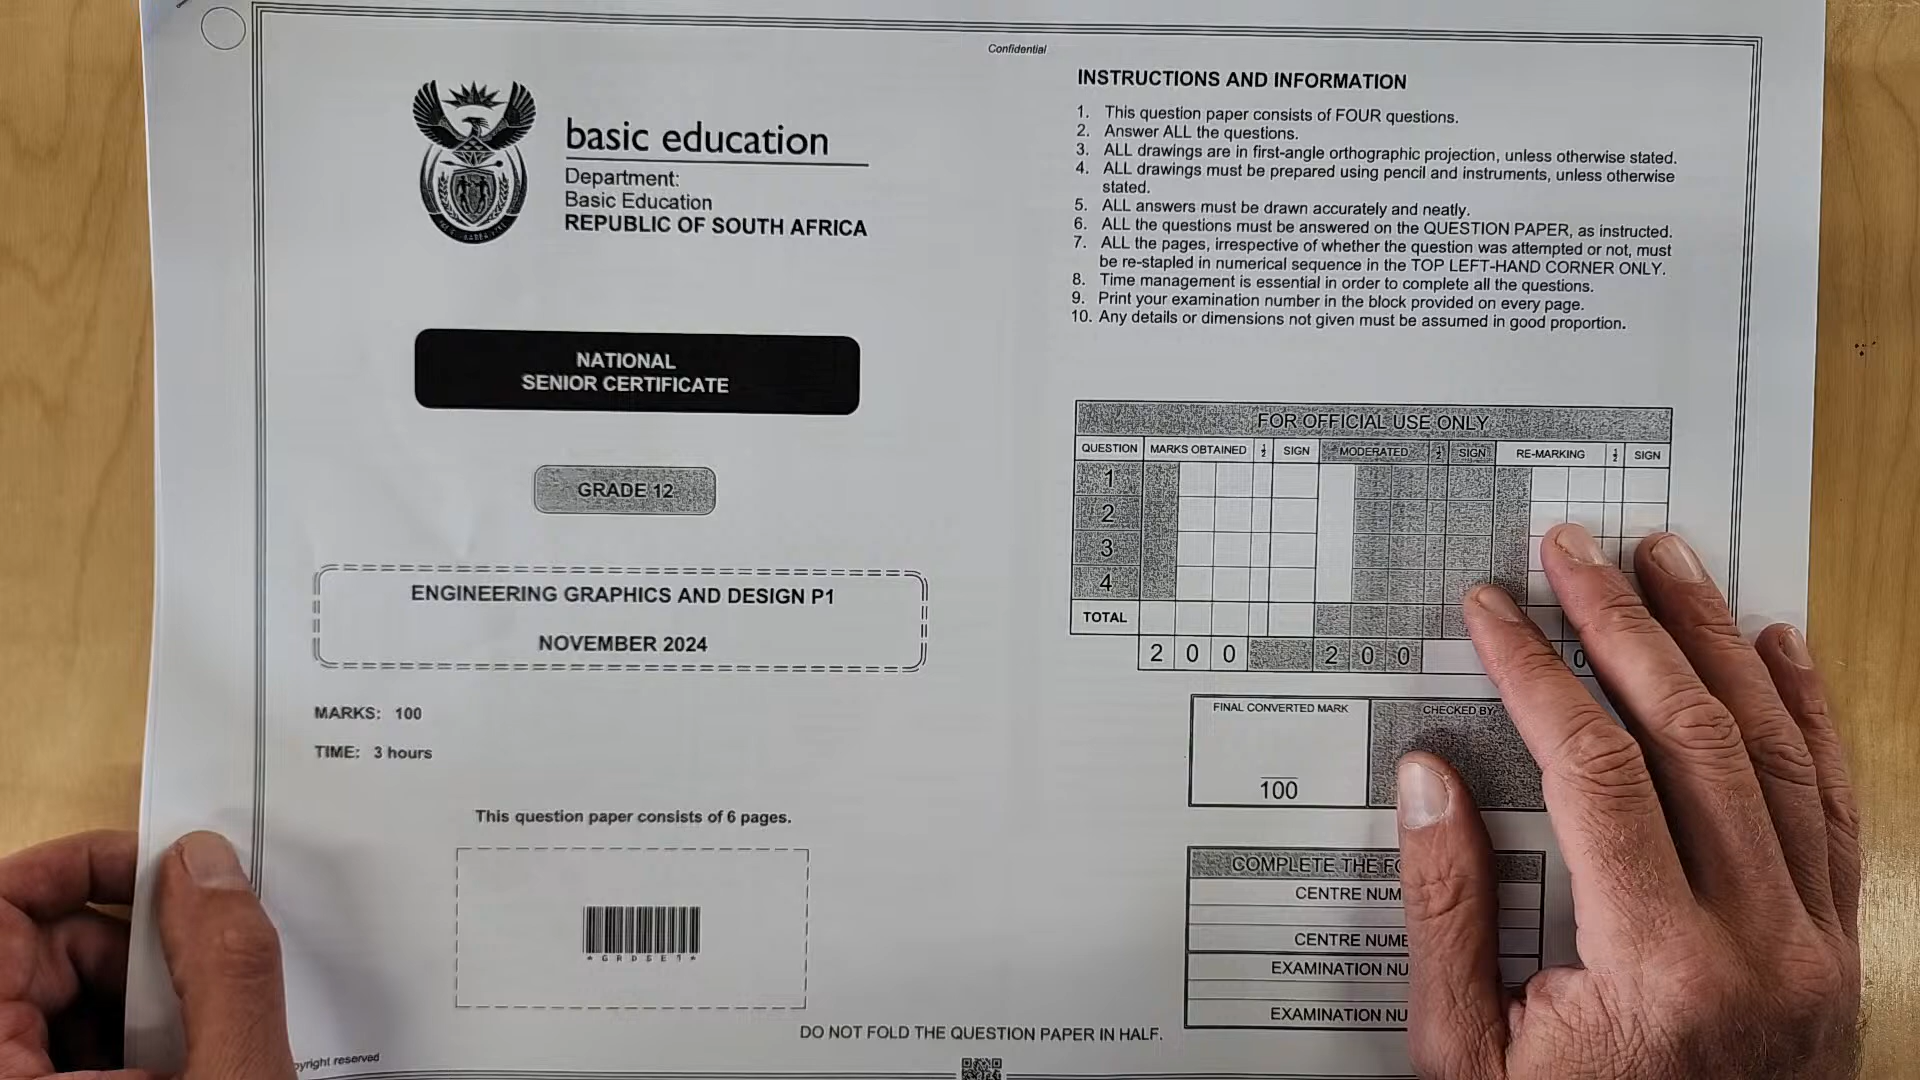 Confidential
basic education
Department:
Basic Education
REPUBLIC OF SOUTH AFRICA
NATIONAL
SENIOR CERTIFICATE
GRADE 12
ENGINEERING GRAPHICS AND DESIGN P1
NOVEMBER 2024
MARKS: 100
TIME: 3 hours
This question paper consists of 6 pages.
INSTRUCTIONS AND INFORMATION
1. This question paper consists of FOUR questions.
2. Answer ALL the questions.
3. ALL drawings are in first-angle orthographic projection, unless otherwise stated.
4. ALL drawings must be prepared using pencil and instruments, unless otherwise
stated.
5. ALL answers must be drawn accurately and neatly.
6. ALL the questions must be answered on the QUESTION PAPER, as instructed.
7. ALL the pages, irrespective of whether the question was attempted or not, must
be re-stapled in numerical sequence in the TOP LEFT-HAND CORNER ONLY.
8. Time management is essential in order to complete all the questions.
9. Print your examination number in the block provided on every page.
10. Any details or dimensions not given must be assumed in good proportion.
FOR OFFICIAL USE ONLY
QUESTION MARKS OBTAINED ½ SIGN MODERATED ½ SIGN RE-MARKING ½ SIGN
1
2
3
4
TOTAL
2 0 0 2 0 0 0
FINAL CONVERTED MARK CHECKED BY
100
COMPLETE THE
CENTRE
CENTRE
EXAMINATION
EXAMINATION
DO NOT FOLD THE QUESTION PAPER IN HALF.
reserved